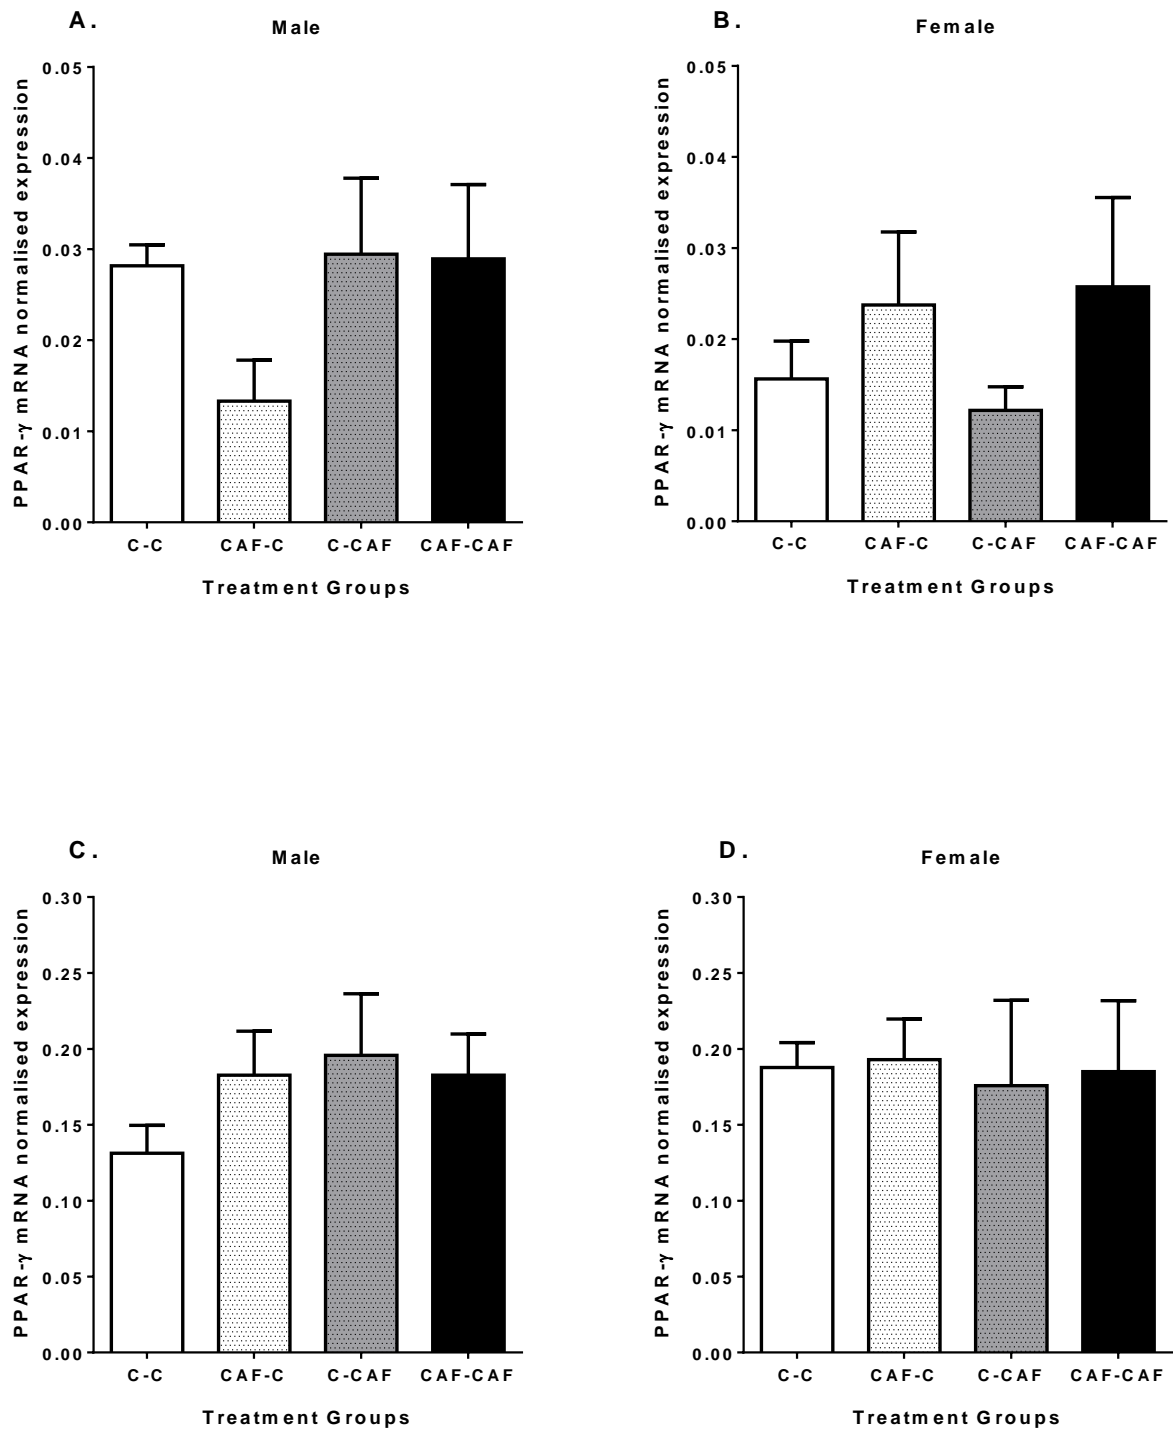 A.
Male
PPAR-γ mRNA normalised expression
0.05
0.04
0.03
0.02
0.01
0.00
C-C CAF-C C-CAF CAF-CAF
Treatment Groups
B.
Female
PPAR-γ mRNA normalised expression
0.05
0.04
0.03
0.02
0.01
0.00
C-C CAF-C C-CAF CAF-CAF
Treatment Groups
C.
Male
PPAR-γ mRNA normalised expression
0.30
0.25
0.20
0.15
0.10
0.05
0.00
C-C CAF-C C-CAF CAF-CAF
Treatment Groups
D.
Female
PPAR-γ mRNA normalised expression
0.30
0.25
0.20
0.15
0.10
0.05
0.00
C-C CAF-C C-CAF CAF-CAF
Treatment Groups